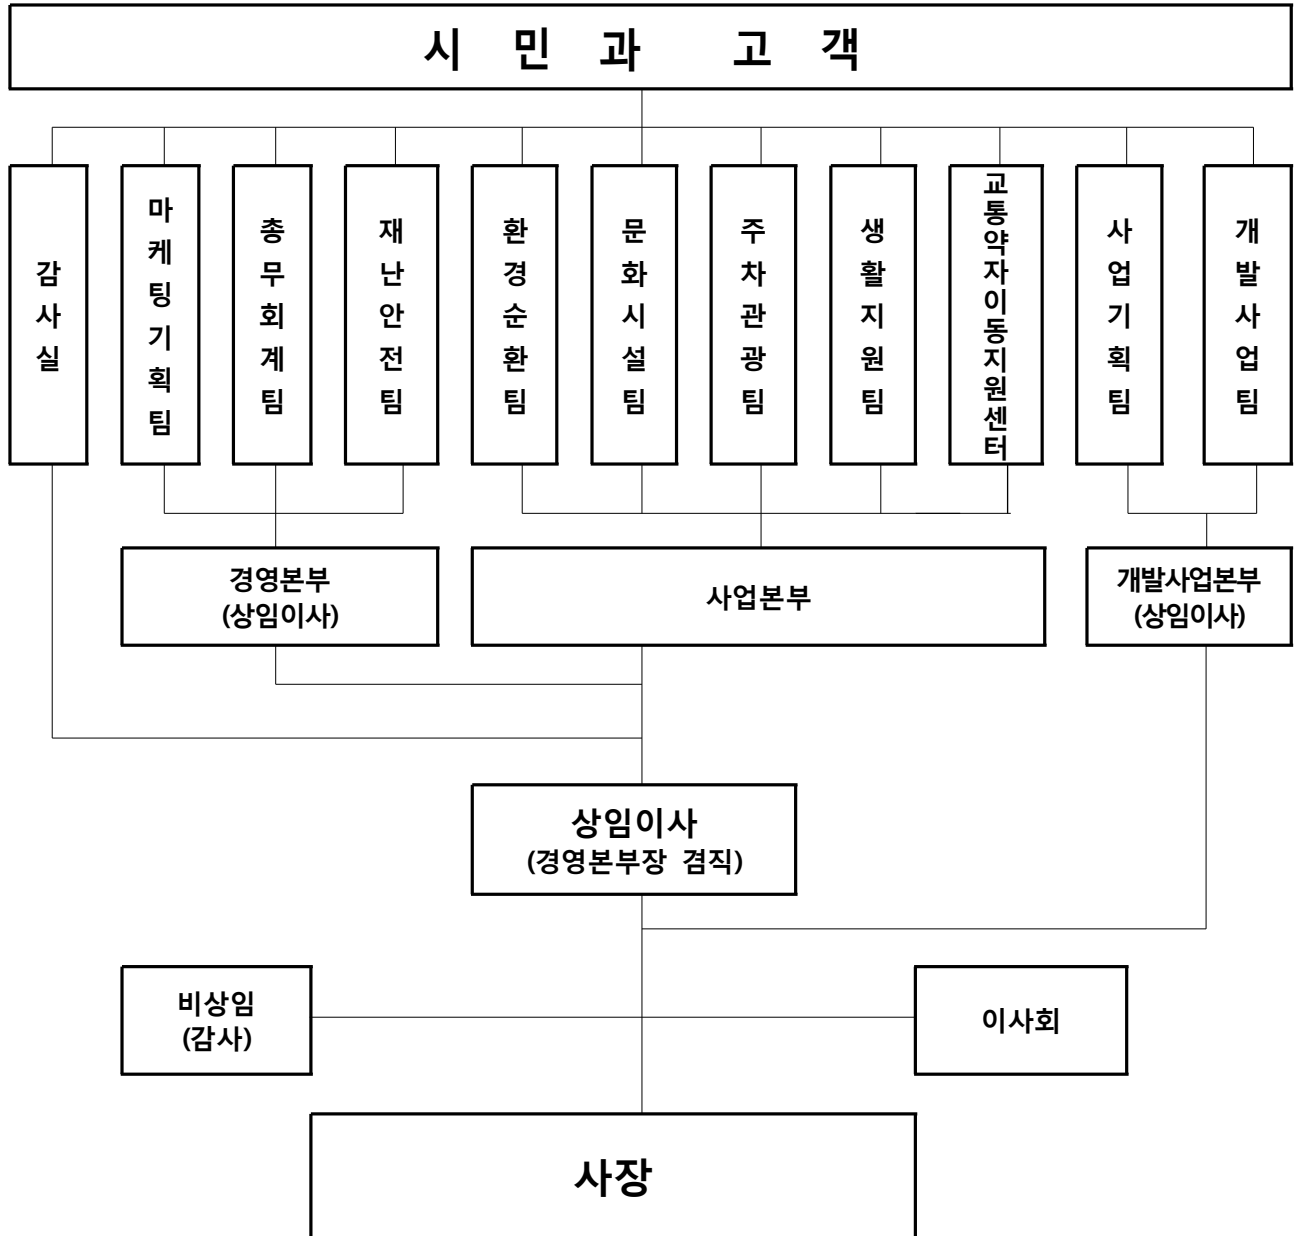 시 민 과 고 객
감사실
마케팅기획팀
총무회계팀
재난안전팀
환경순환팀
문화시설팀
주차관광팀
생활지원팀
교통약자이동지원센터
사업기획팀
개발사업팀
경영본부
(상임이사)
사업본부
개발사업본부
(상임이사)
상임이사
(경영본부장 겸직)
비상임
(감사)
이사회
사장